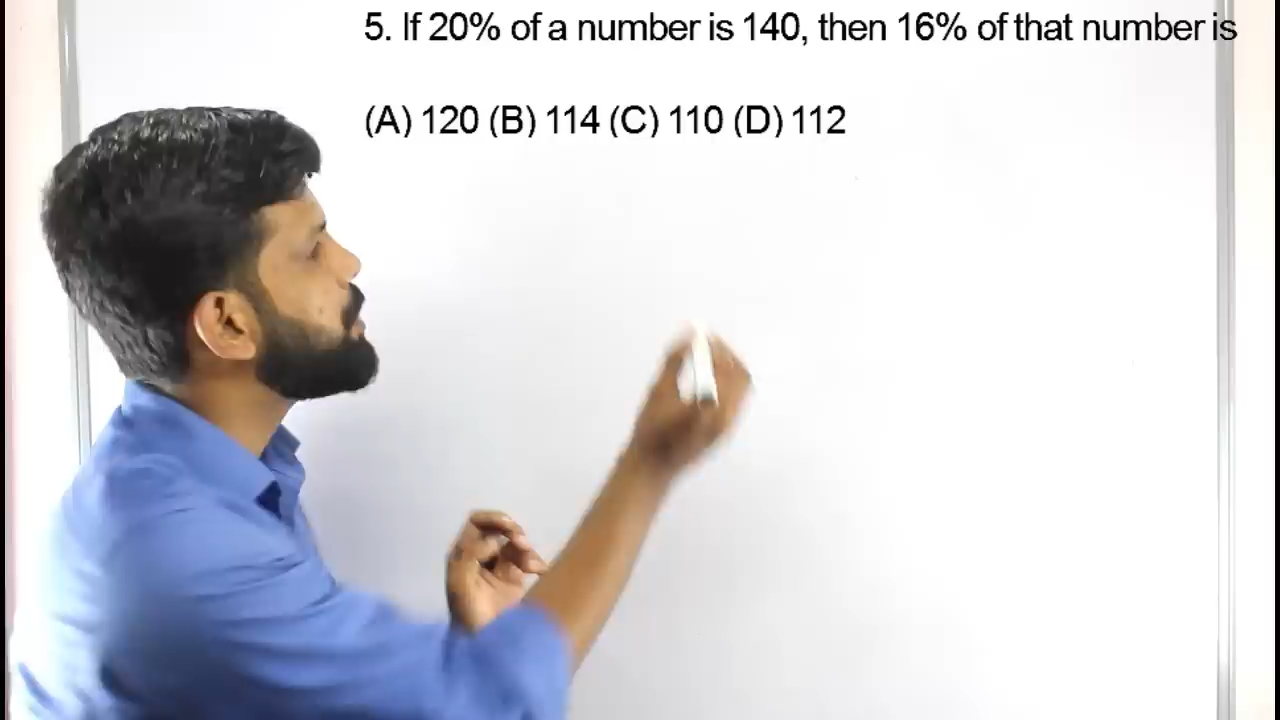 5. If 20% of a number is 140, then 16% of that number is
(A) 120 (B) 114 (C) 110 (D) 112